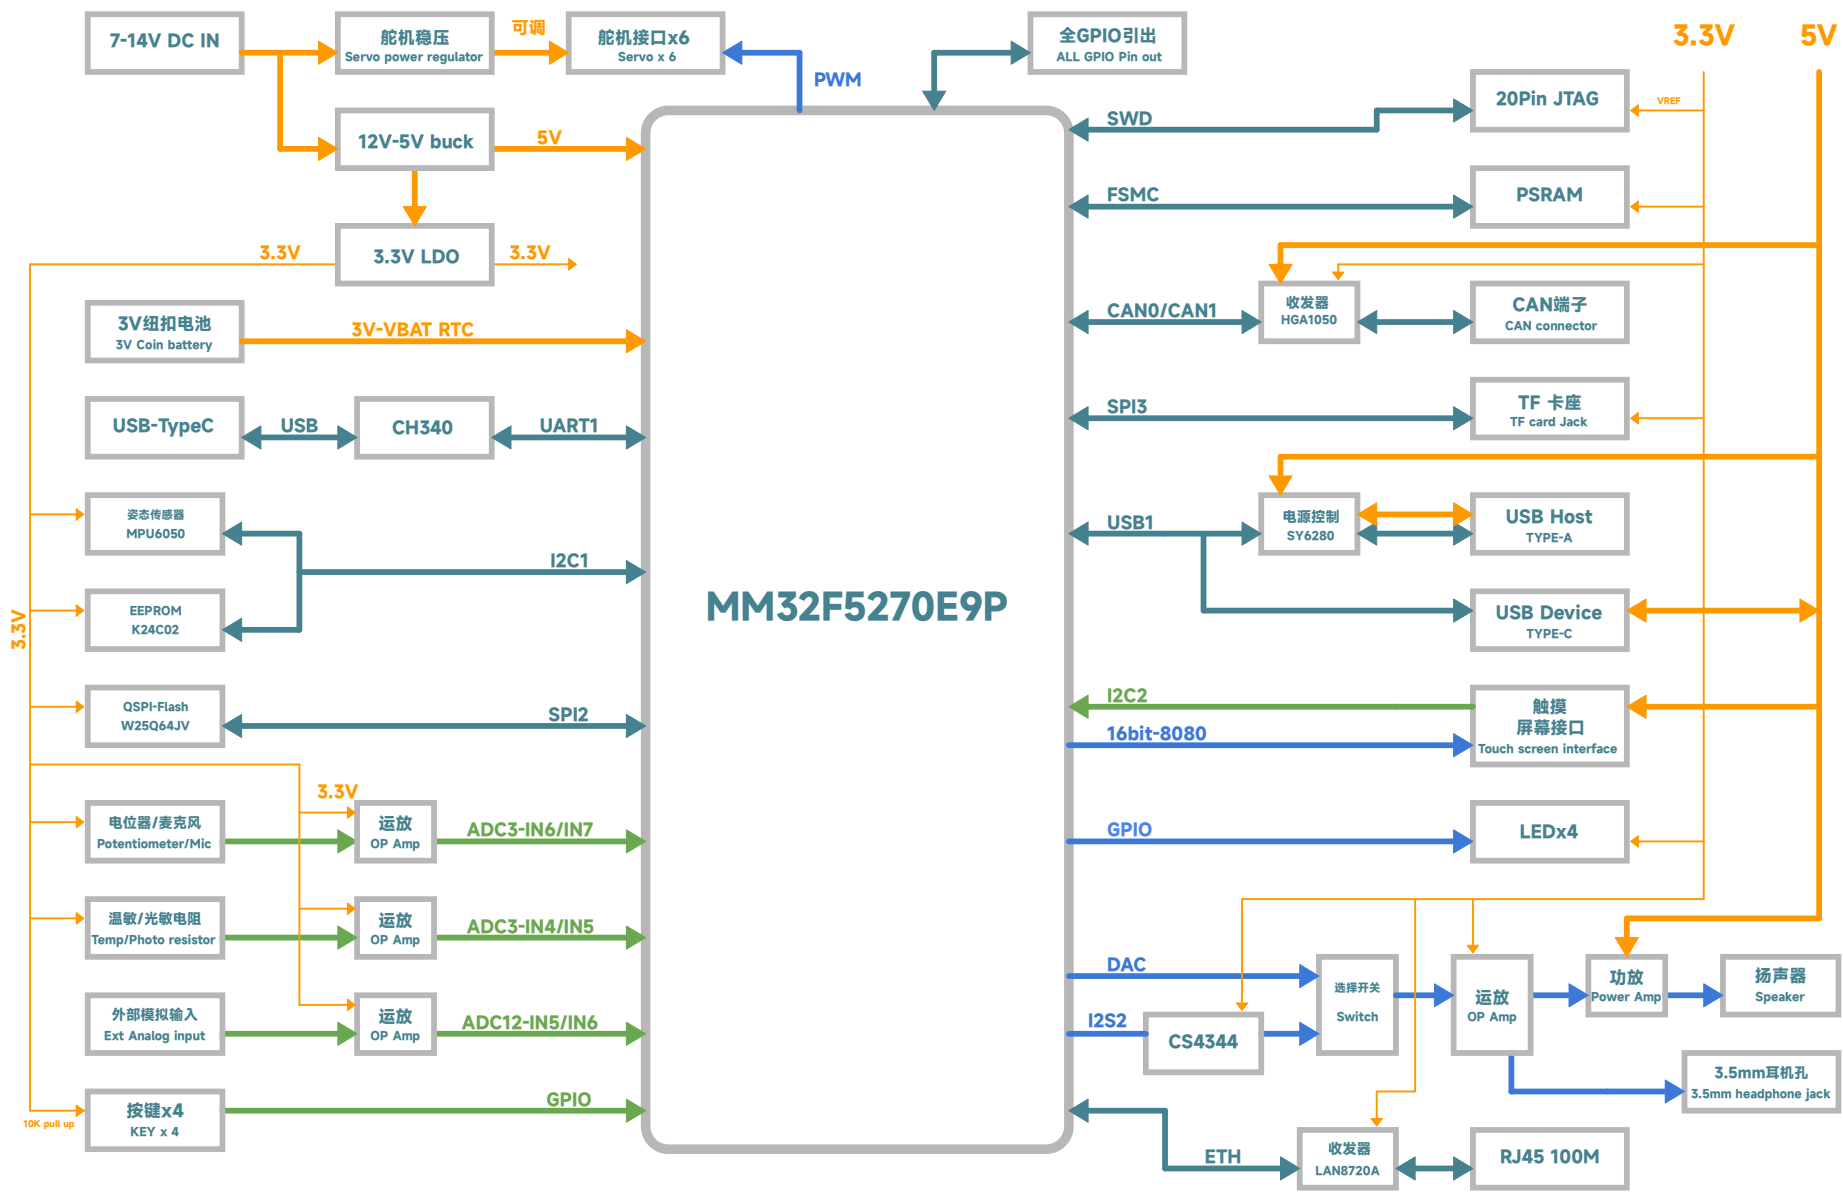 7-14V DC IN
舵机稳压
Servo power regulator
可调
舵机接口x6
Servo x 6
PWM
全GPIO引出
ALL GPIO Pin out
3.3V
5V
12V-5V buck
5V
3.3V LDO
3.3V
3.3V
3V纽扣电池
3V Coin battery
3V-VBAT RTC
USB-TypeC
USB
CH340
UART1
姿态传感器
MPU6050
I2C1
EEPROM
K24C02
3.3V
QSPI-Flash
W25Q64JV
SPI2
3.3V
电位器/麦克风
Potentiometer/Mic
运放
OP Amp
ADC3-IN6/IN7
温敏/光敏电阻
Temp/Photo resistor
运放
OP Amp
ADC3-IN4/IN5
外部模拟输入
Ext Analog input
运放
OP Amp
ADC12-IN5/IN6
按键x4
KEY x 4
10K pull up
GPIO
MM32F5270E9P
SWD
20Pin JTAG
VREF
FSMC
PSRAM
CAN0/CAN1
收发器
HGA1050
CAN端子
CAN connector
SPI3
TF 卡座
TF card Jack
USB1
电源控制
SY6280
USB Host
TYPE-A
USB Device
TYPE-C
I2C2
16bit-8080
触摸
屏幕接口
Touch screen interface
GPIO
LEDx4
DAC
I2S2
CS4344
选择开关
Switch
运放
OP Amp
功放
Power Amp
扬声器
Speaker
3.5mm耳机孔
3.5mm headphone jack
ETH
收发器
LAN8720A
RJ45 100M